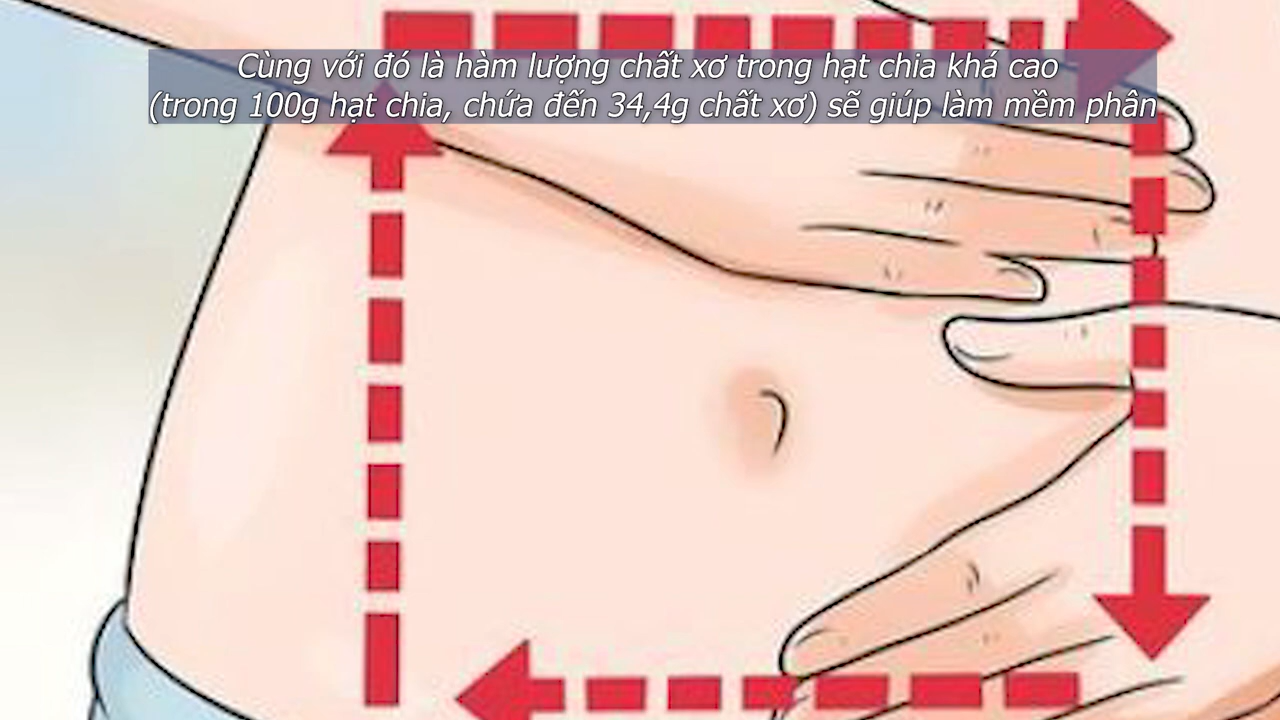 Cùng với đó là hàm lượng chất xơ trong hạt chia khá cao
(trong 100g hạt chia, chứa đến 34,4g chất xơ) sẽ giúp làm mềm phân